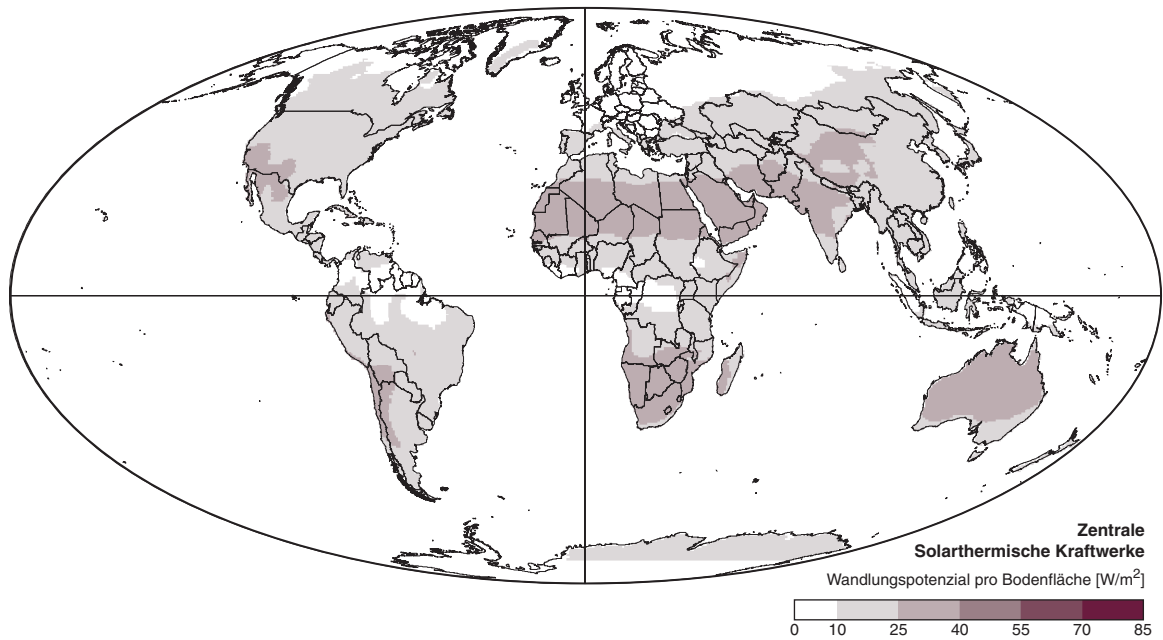 Zentrale
Solarthermische Kraftwerke
Wandlungspotenzial pro Bodenfläche [W/m²]
0 10 25 40 55 70 85